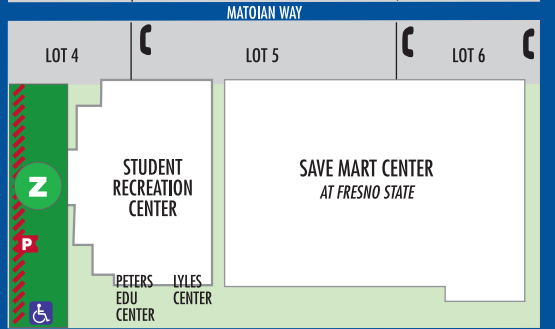 MATOIAN WAY
LOT 4
LOT 5
LOT 6
STUDENT
RECREATION
CENTER
SAVE MART CENTER
AT FRESNO STATE
Z
P
PETERS
EDU
CENTER
LYLES
CENTER